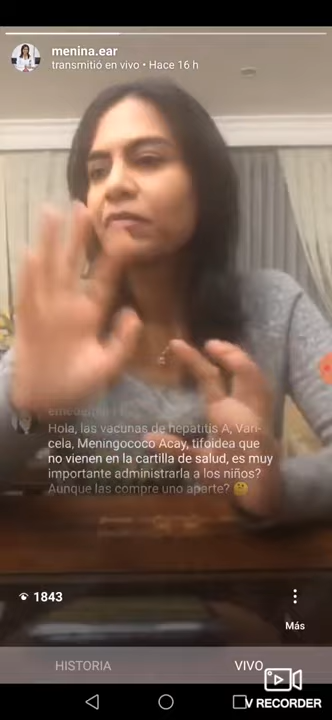 menina.ear
transmitió en vivo • Hace 16 h
Hola, las vacunas de hepatitis A, Vari-
cela, Meningococo Acay, tifoidea que
no vienen en la cartilla de salud, es muy
importante administrarla a los niños?
Aunque las compre uno aparte? 🤔
1843
Más
HISTORIA
VIVO
V RECORDER